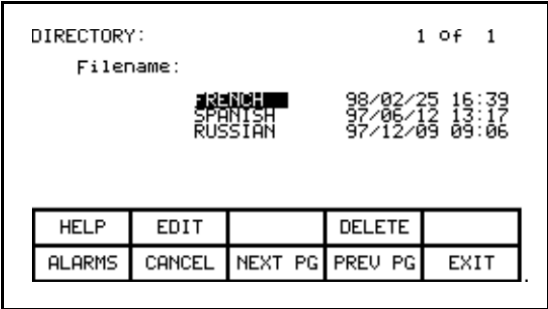 DIRECTORY: 1 of 1
Filename:
FRENCH 98/02/25 16:39
SPANISH 97/06/12 13:17
RUSSIAN 97/12/09 09:06
HELP EDIT DELETE
ALARMS CANCEL NEXT PG PREV PG EXIT .